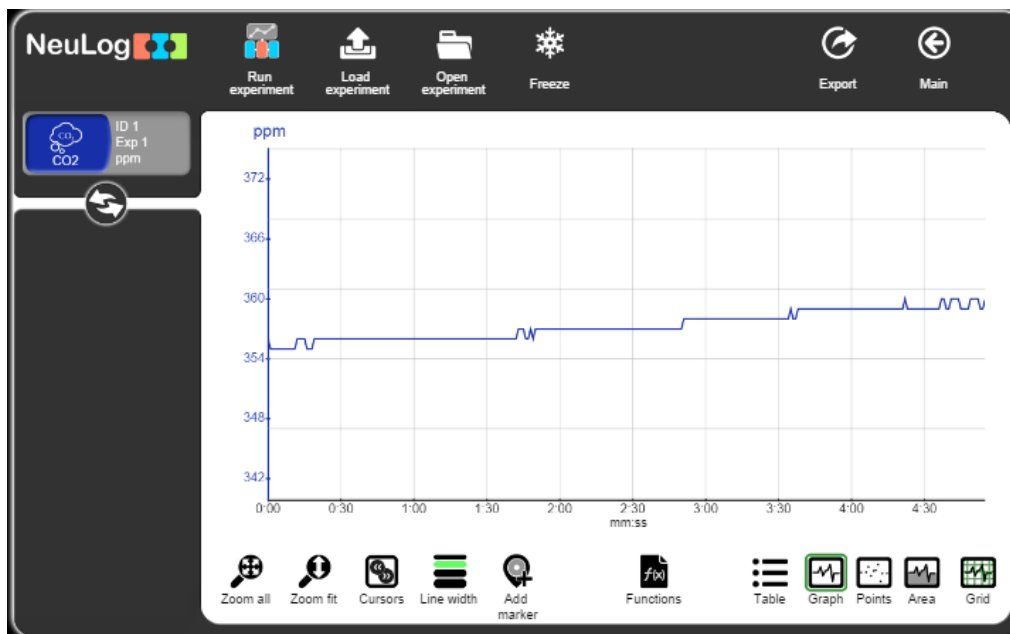 NeuLog
Run
experiment
Load
experiment
Open
experiment
Freeze
Export
Main
CO2
CO2
ID 1
Exp 1
ppm
ppm
372
366
360
354
348
342
0:00 0:30 1:00 1:30 2:00 2:30 3:00 3:30 4:00 4:30
mm:ss
Zoom all
Zoom fit
Cursors
Line width
Add
marker
f(x)
Functions
Table
Graph
Points
Area
Grid